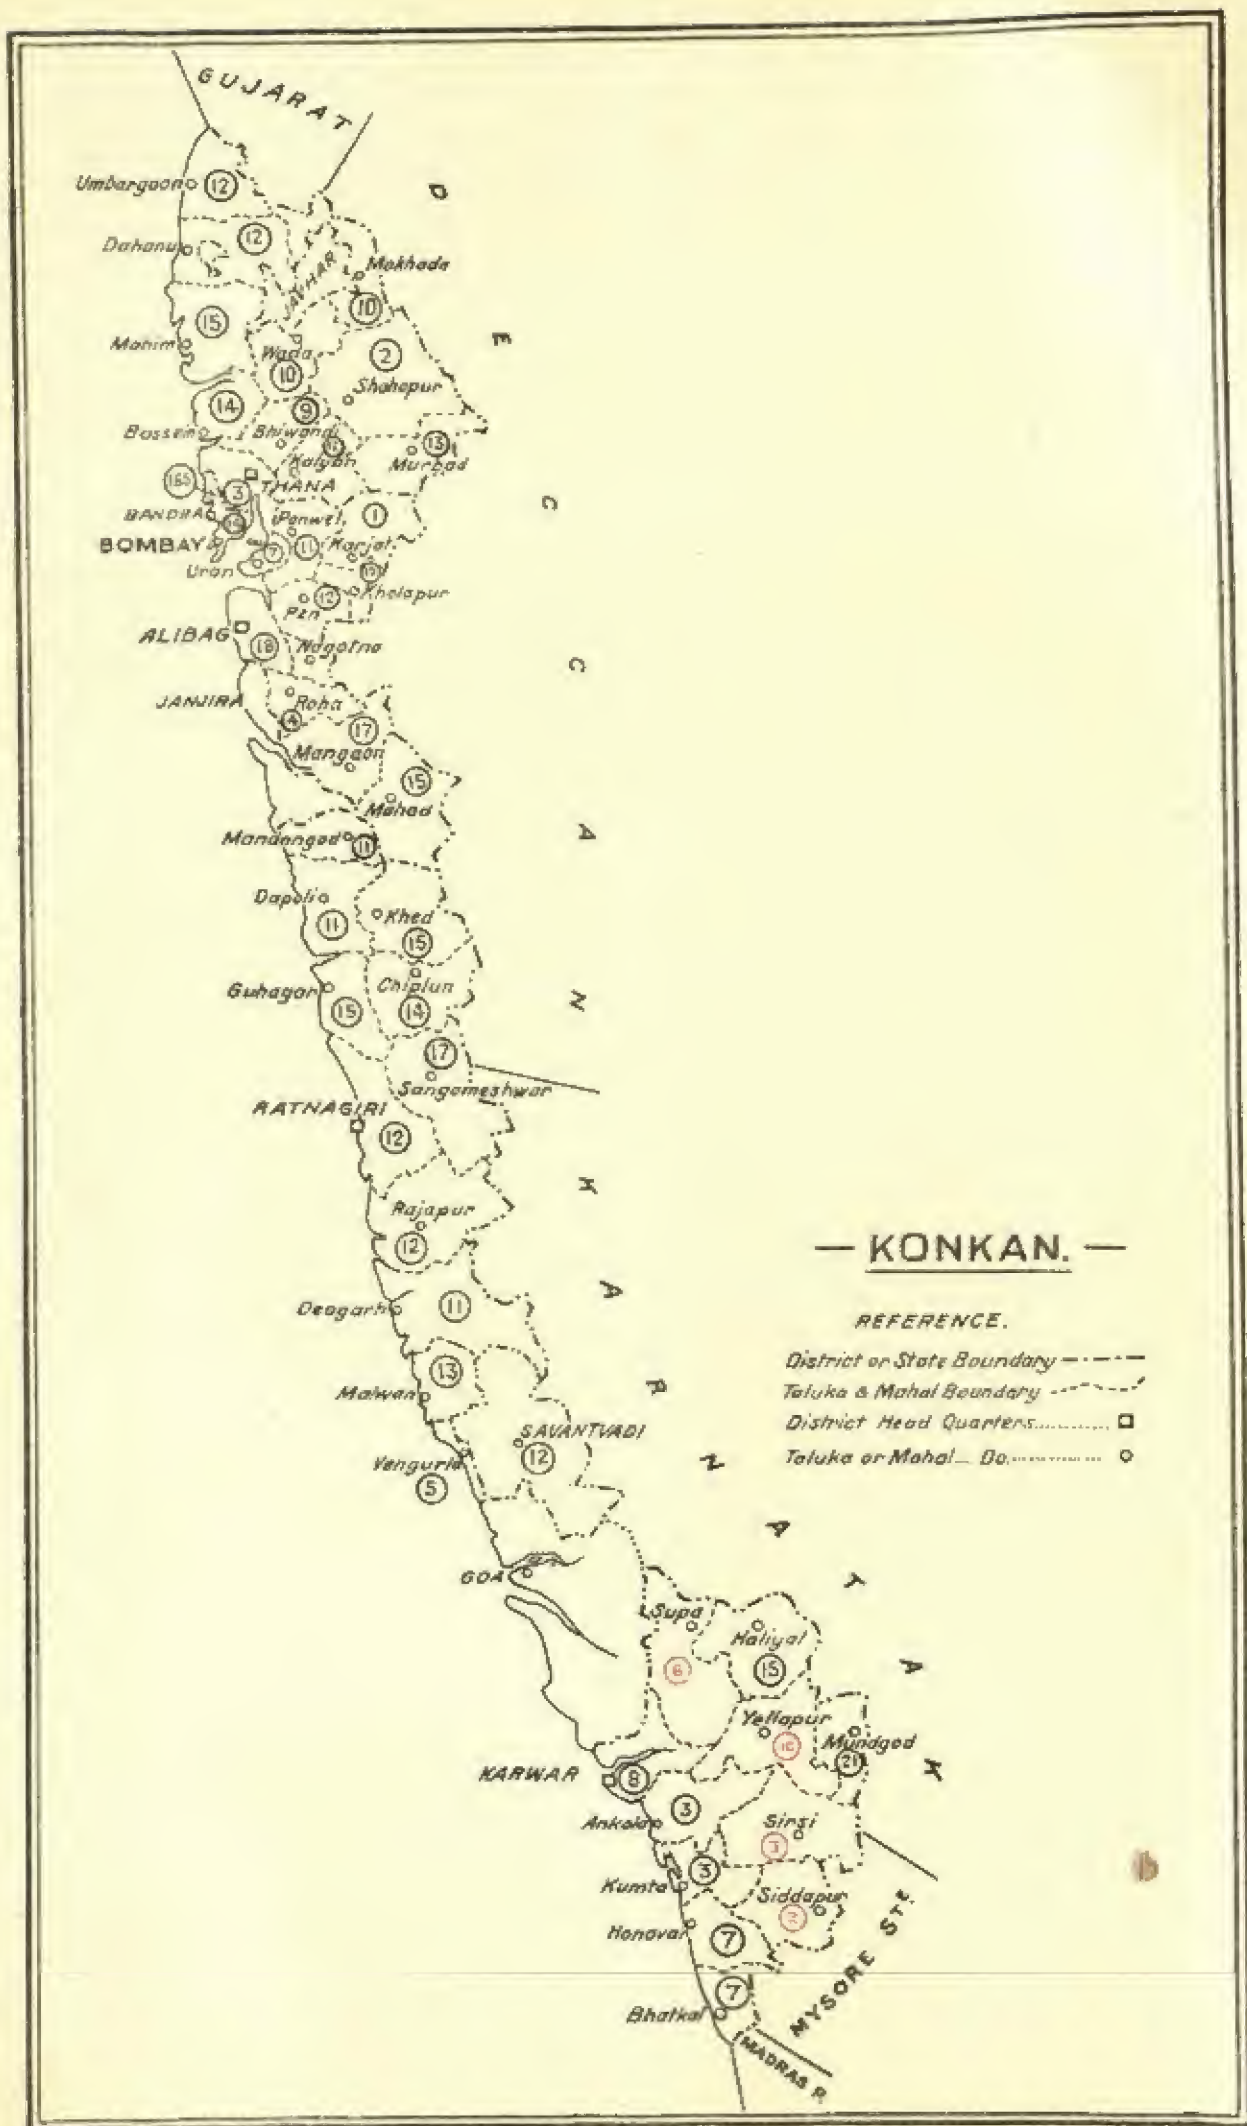 GUJARAT
DECCAN
KARNATAK
Umbargaon
12
Dahanu
12
JAVHAR
Mokhada
10
15
Mahim
Wada
10
2
Shahapur
14
9
Bassein
Bhiwandi
Kalyan
13
Murbad
165
3
THANA
BANDRA
Panwel
1
BOMBAY
7
11
Karjat
Uran
12
Pen
Khalapur
ALIBAG
18
Nagotna
JANJIRA
Roha
4
17
Mangaon
15
Mahad
Mandangad
11
Dapoli
11
Khed
15
Guhagar
15
Chiplun
14
17
Sangameshwar
RATNAGIRI
12
Rajapur
12
— KONKAN. —
REFERENCE.
District or State Boundary
Taluka & Mahal Boundary
District Head Quarters
Taluka or Mahal _ Do.
Deogarh
11
13
Malwan
SAVANTVADI
12
Vengurla
5
GOA
Supa
6
Haliyal
15
Yellapur
10
Mundgod
21
KARWAR
8
3
Ankola
Sirsi
3
3
Kumta
Siddapur
Honavar
7
7
Bhatkal
MYSORE STE.
MADRAS P.